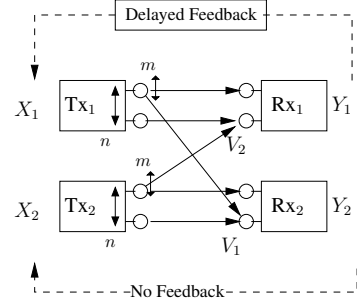 Delayed Feedback
m
X₁ Tx₁ Rx₁ Y₁
n V₂
m
X₂ Tx₂ Rx₂ Y₂
n V₁
No Feedback